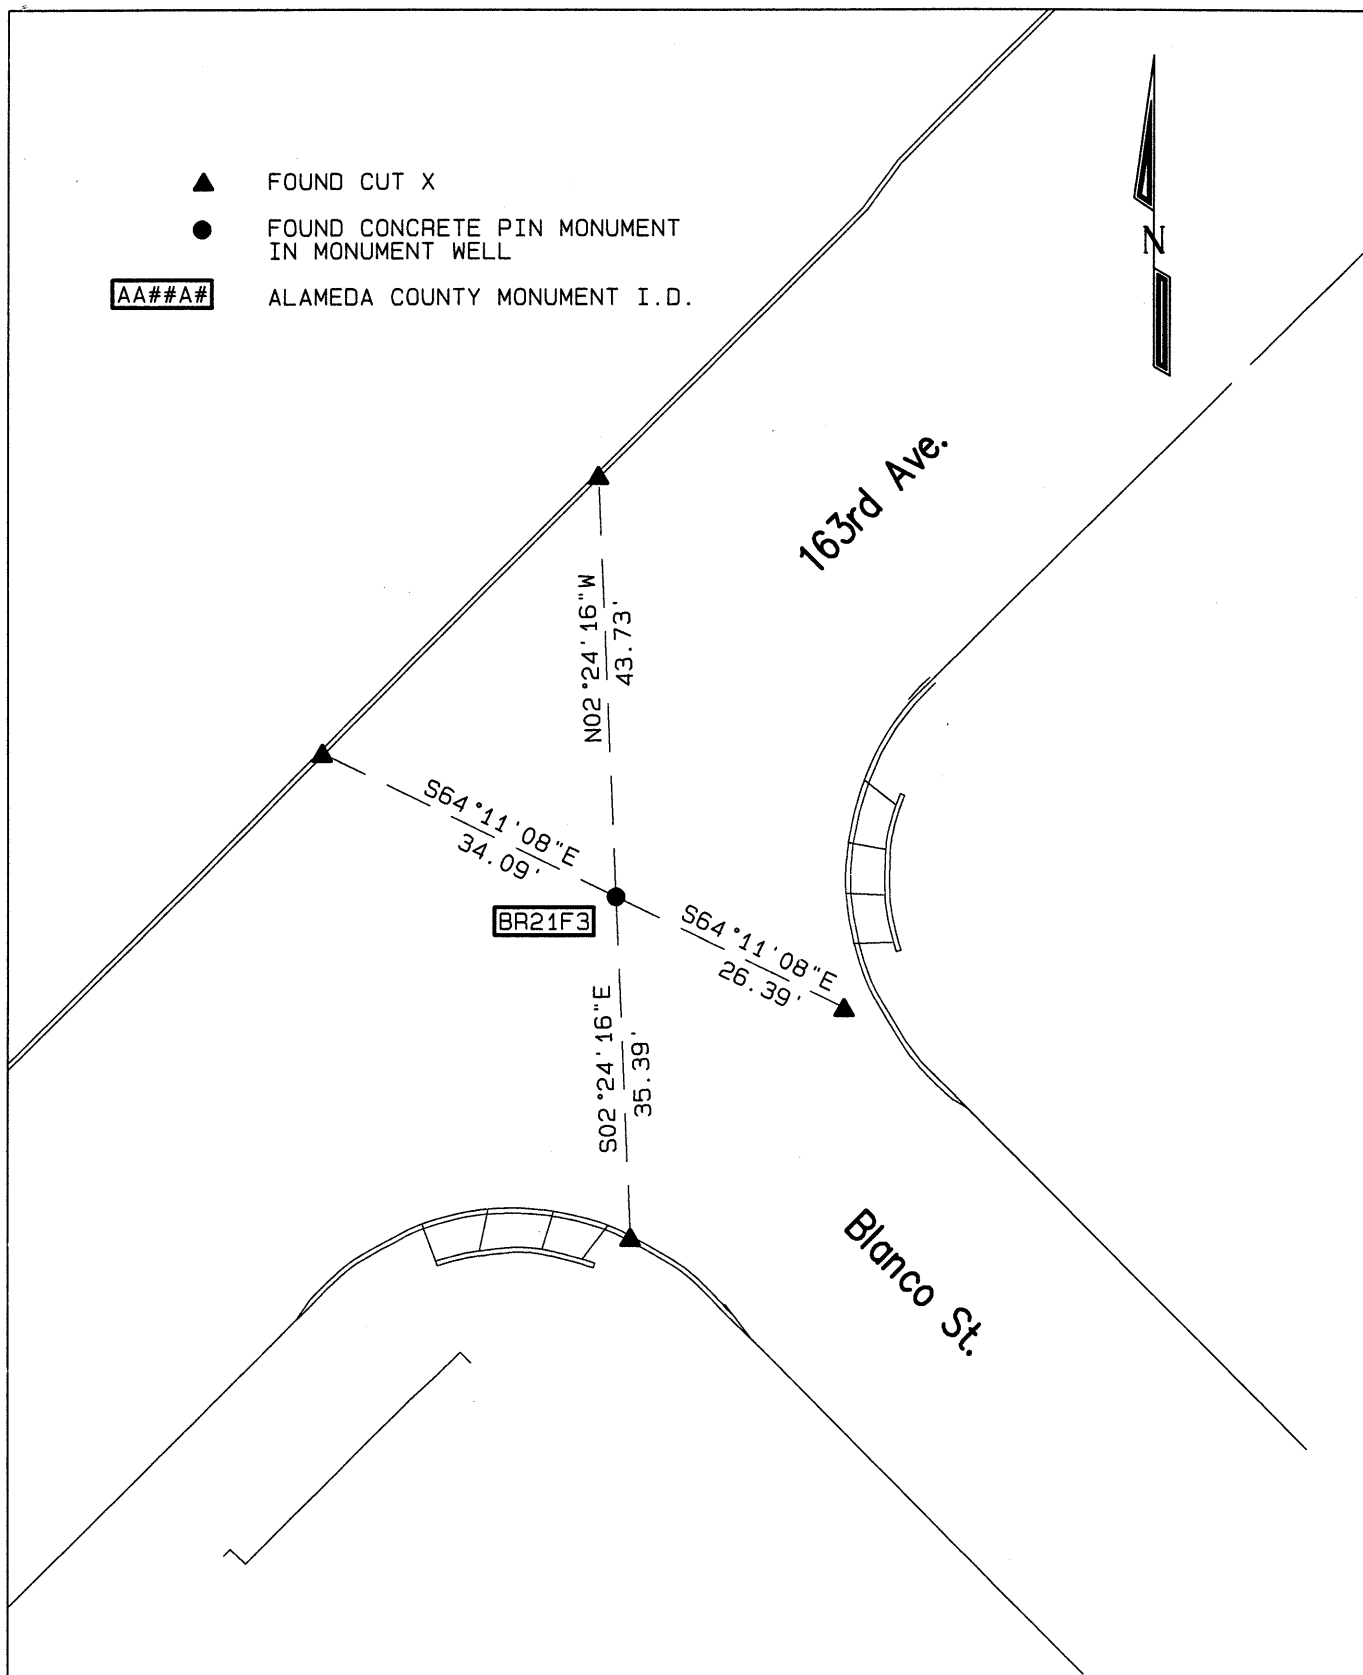 FOUND CUT X
FOUND CONCRETE PIN MONUMENT
IN MONUMENT WELL
AA##A#
ALAMEDA COUNTY MONUMENT I.D.
N
163rd Ave.
N02°24'16"W
43.73'
S64°11'08"E
34.09'
BR21F3
S64°11'08"E
26.39'
S02°24'16"E
35.39'
Blanco St.